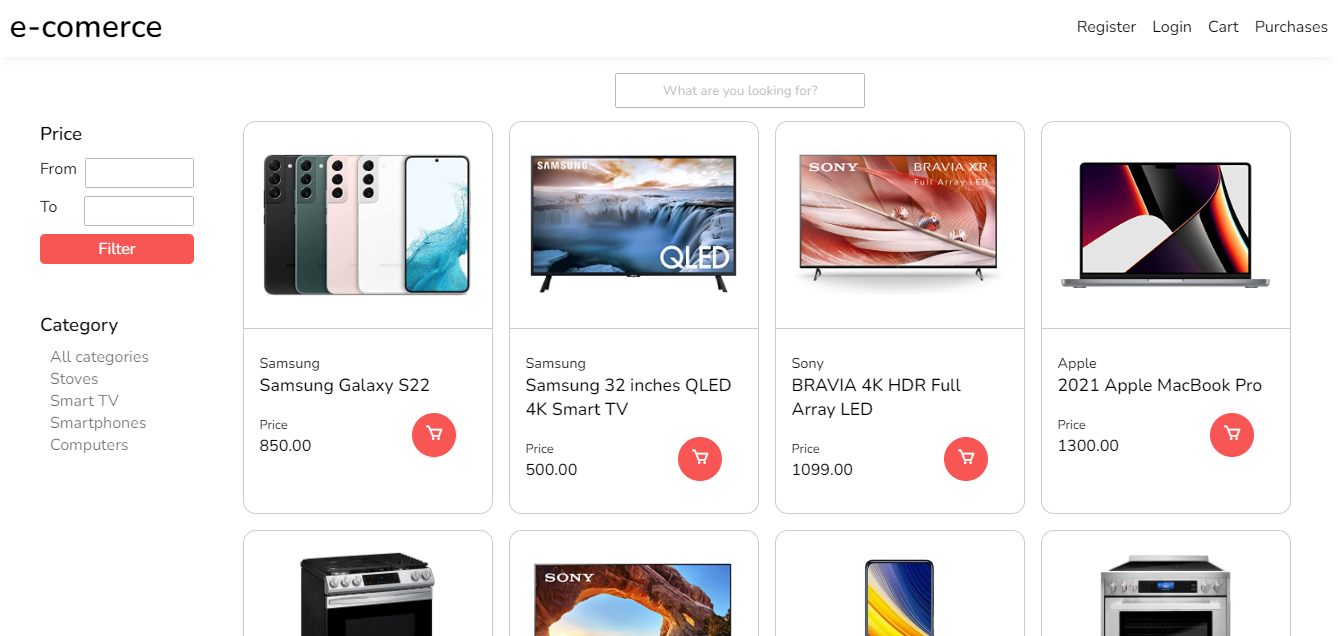 e-comerce
Register Login Cart Purchases
What are you looking for?
Price
From
To
Filter
Category
All categories
Stoves
Smart TV
Smartphones
Computers
Samsung
Samsung Galaxy S22
Price
850.00
SAMSUNG
QLED
Samsung
Samsung 32 inches QLED
4K Smart TV
Price
500.00
SONY
BRAVIA XR
Full Array LED
Sony
BRAVIA 4K HDR Full
Array LED
Price
1099.00
Apple
2021 Apple MacBook Pro
Price
1300.00
SONY